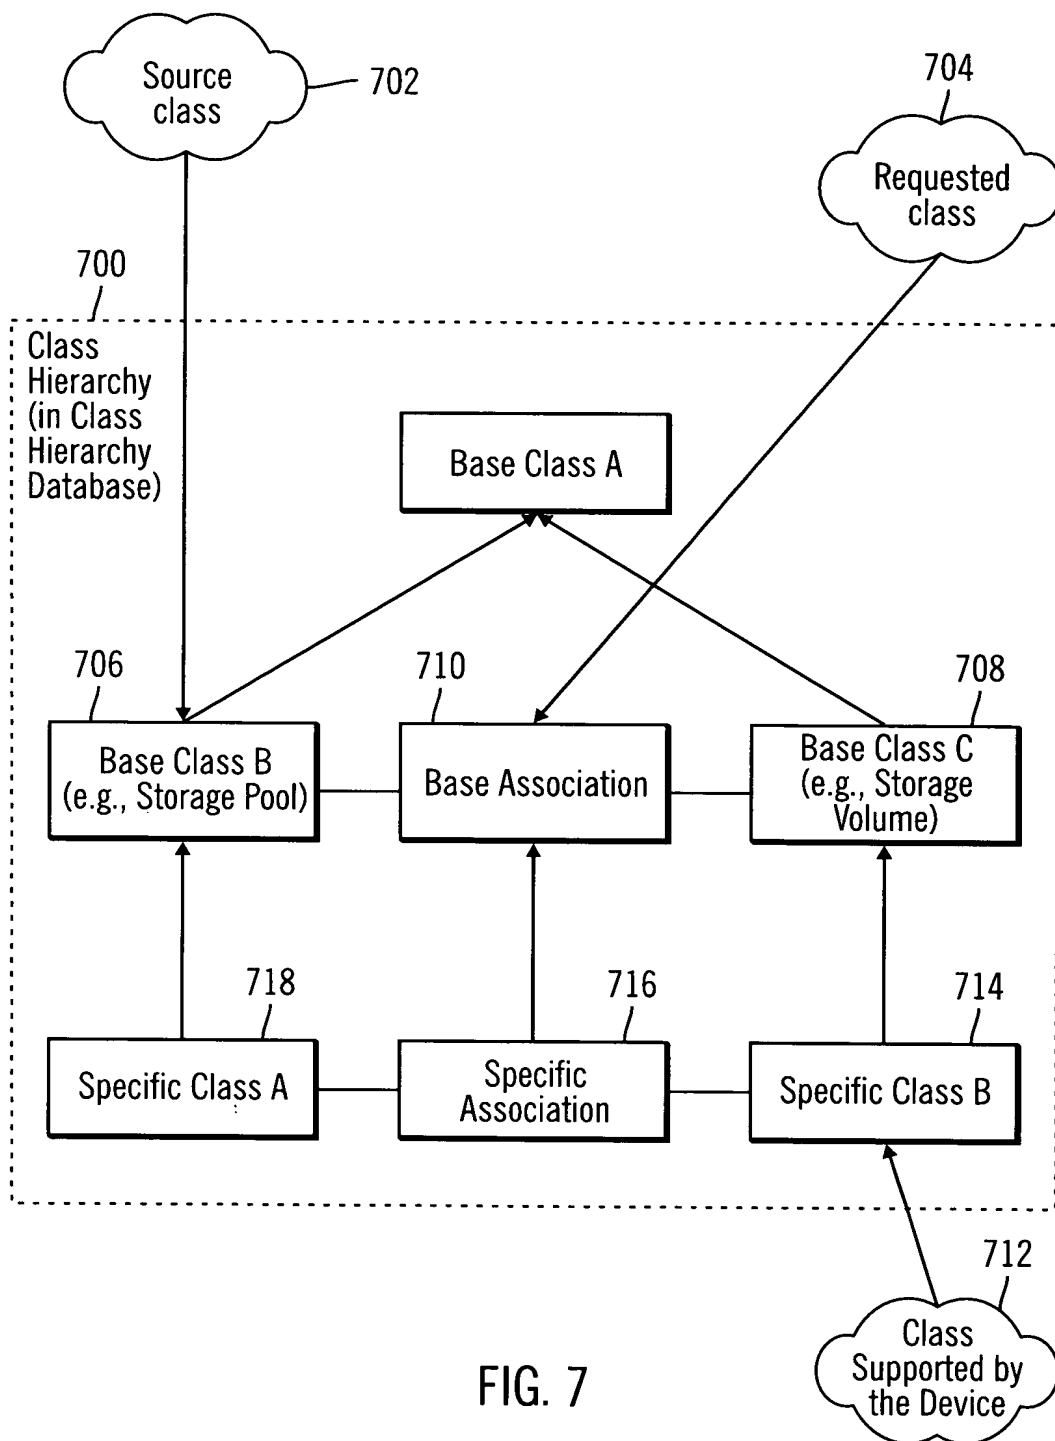 Source
class
702
704
Requested
class
700
Class
Hierarchy
(in Class
Hierarchy
Database)
Base Class A
706
710
708
Base Class B
(e.g., Storage Pool)
Base Association
Base Class C
(e.g., Storage
Volume)
718
716
714
Specific Class A
Specific
Association
Specific Class B
712
Class
Supported by
the Device
FIG. 7